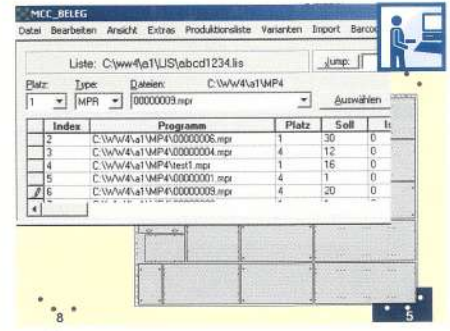 MCC_BELEG
Datei Bearbeiten Ansicht Extras Produktionsliste Varianten Import
Liste: C:\ww4\a1\LIS\abcd1234.lis Jump:
Platz: Type: Dateien: C:\WW4\a1\MP4
1 MPR 00000009.mpr Auswählen
Index Programm Platz Soll
2 C:\WW4\a1\MP4\00000006.mpr 1 30 0
3 C:\WW4\a1\MP4\00000004.mpr 4 12 0
4 C:\WW4\a1\MP4\test1.mpr 1 16 0
5 C:\WW4\a1\MP4\00000001.mpr 4 1 0
6 C:\WW4\a1\MP4\00000009.mpr 4 20 0
8 5